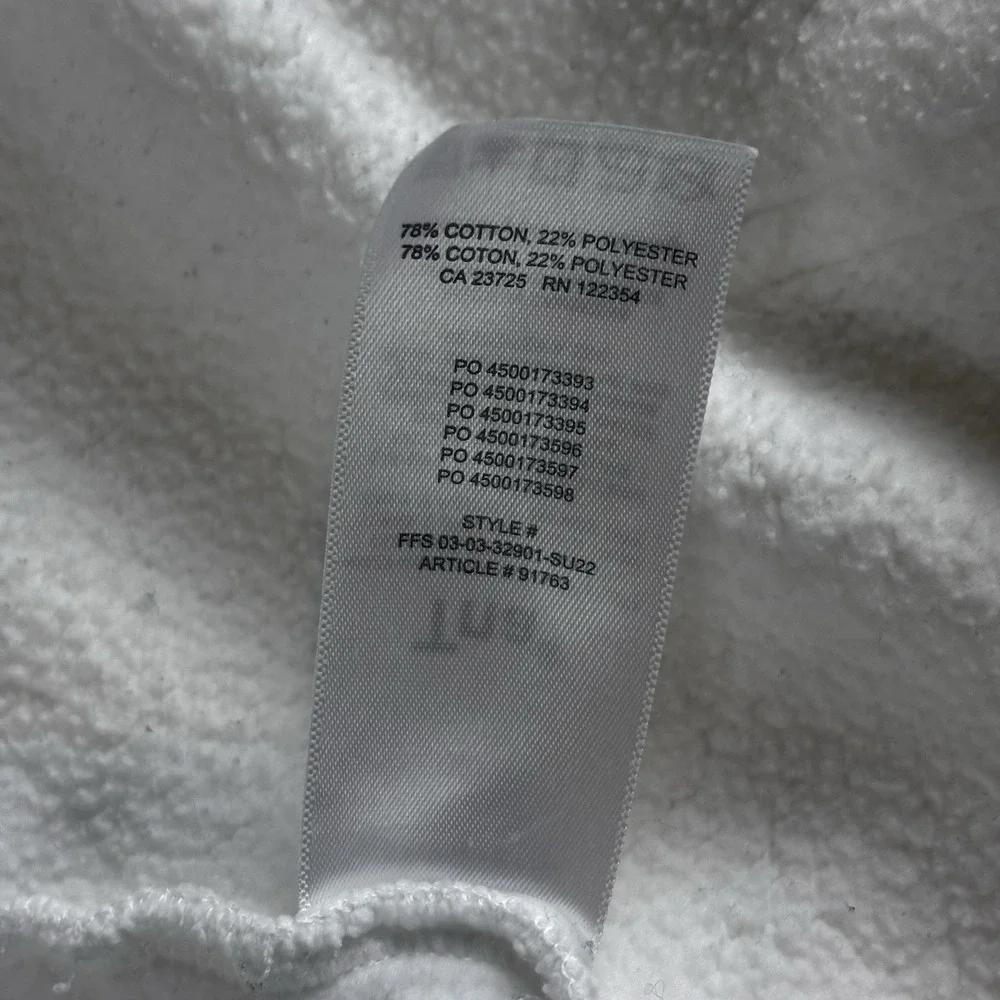 78% COTTON, 22% POLYESTER
78% COTON, 22% POLYESTER
CA 23725 RN 122354
PO 4500173393
PO 4500173394
PO 4500173395
PO 4500173596
PO 4500173597
PO 4500173598
STYLE #
FFS 03-03-32901-SU22
ARTICLE # 91763